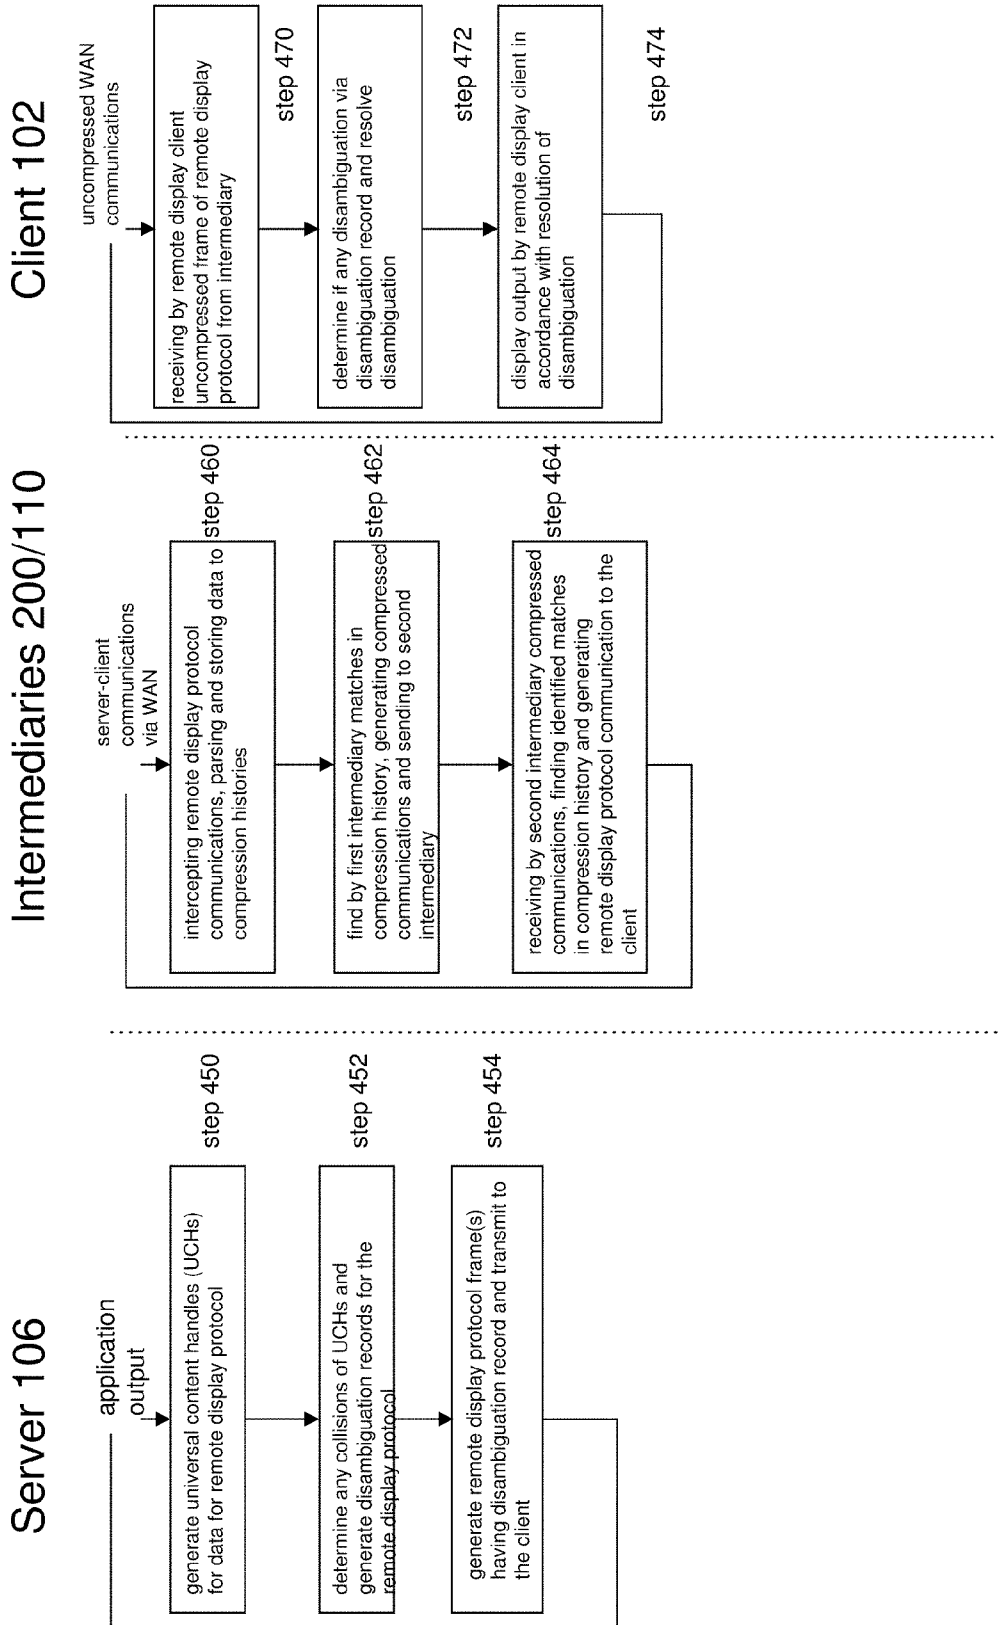 Server 106
application
output
generate universal content handles (UCHs)
for data for remote display protocol
step 450
determine any collisions of UCHs and
generate disambiguation records for the
remote display protocol
step 452
generate remote display protocol frame(s)
having disambiguation record and transmit to
the client
step 454
Intermediaries 200/110
server-client
communications
via WAN
intercepting remote display protocol
communications, parsing and storing data to
compression histories
step 460
find by first intermediary matches in
compression history, generating compressed
communications and sending to second
intermediary
step 462
receiving by second intermediary compressed
communications, finding identified matches
in compression history and generating
remote display protocol communication to the
client
step 464
Client 102
uncompressed WAN
communications
receiving by remote display client
uncompressed frame of remote display
protocol from intermediary
step 470
determine if any disambiguation via
disambiguation record and resolve
disambiguation
step 472
display output by remote display client in
accordance with resolution of
disambiguation
step 474